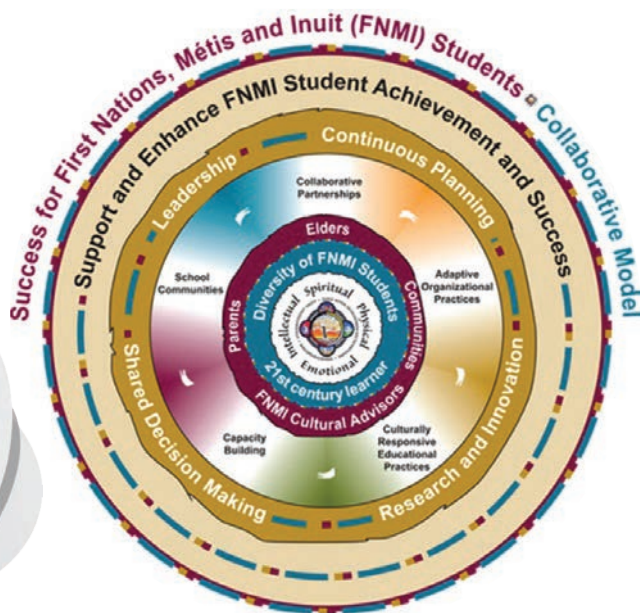 Success for First Nations, Métis and Inuit (FNMI) Students
Collaborative Model
Support and Enhance FNMI Student Achievement and Success
Leadership
Continuous Planning
Research and Innovation
Shared Decision Making
Collaborative
Partnerships
Adaptive
Organizational
Practices
Culturally
Responsive
Educational
Practices
Capacity
Building
School
Communities
Elders
Communities
FNMI Cultural Advisors
Parents
Diversity of FNMI Students
21st century learner
Intellectual
Spiritual
Physical
Emotional